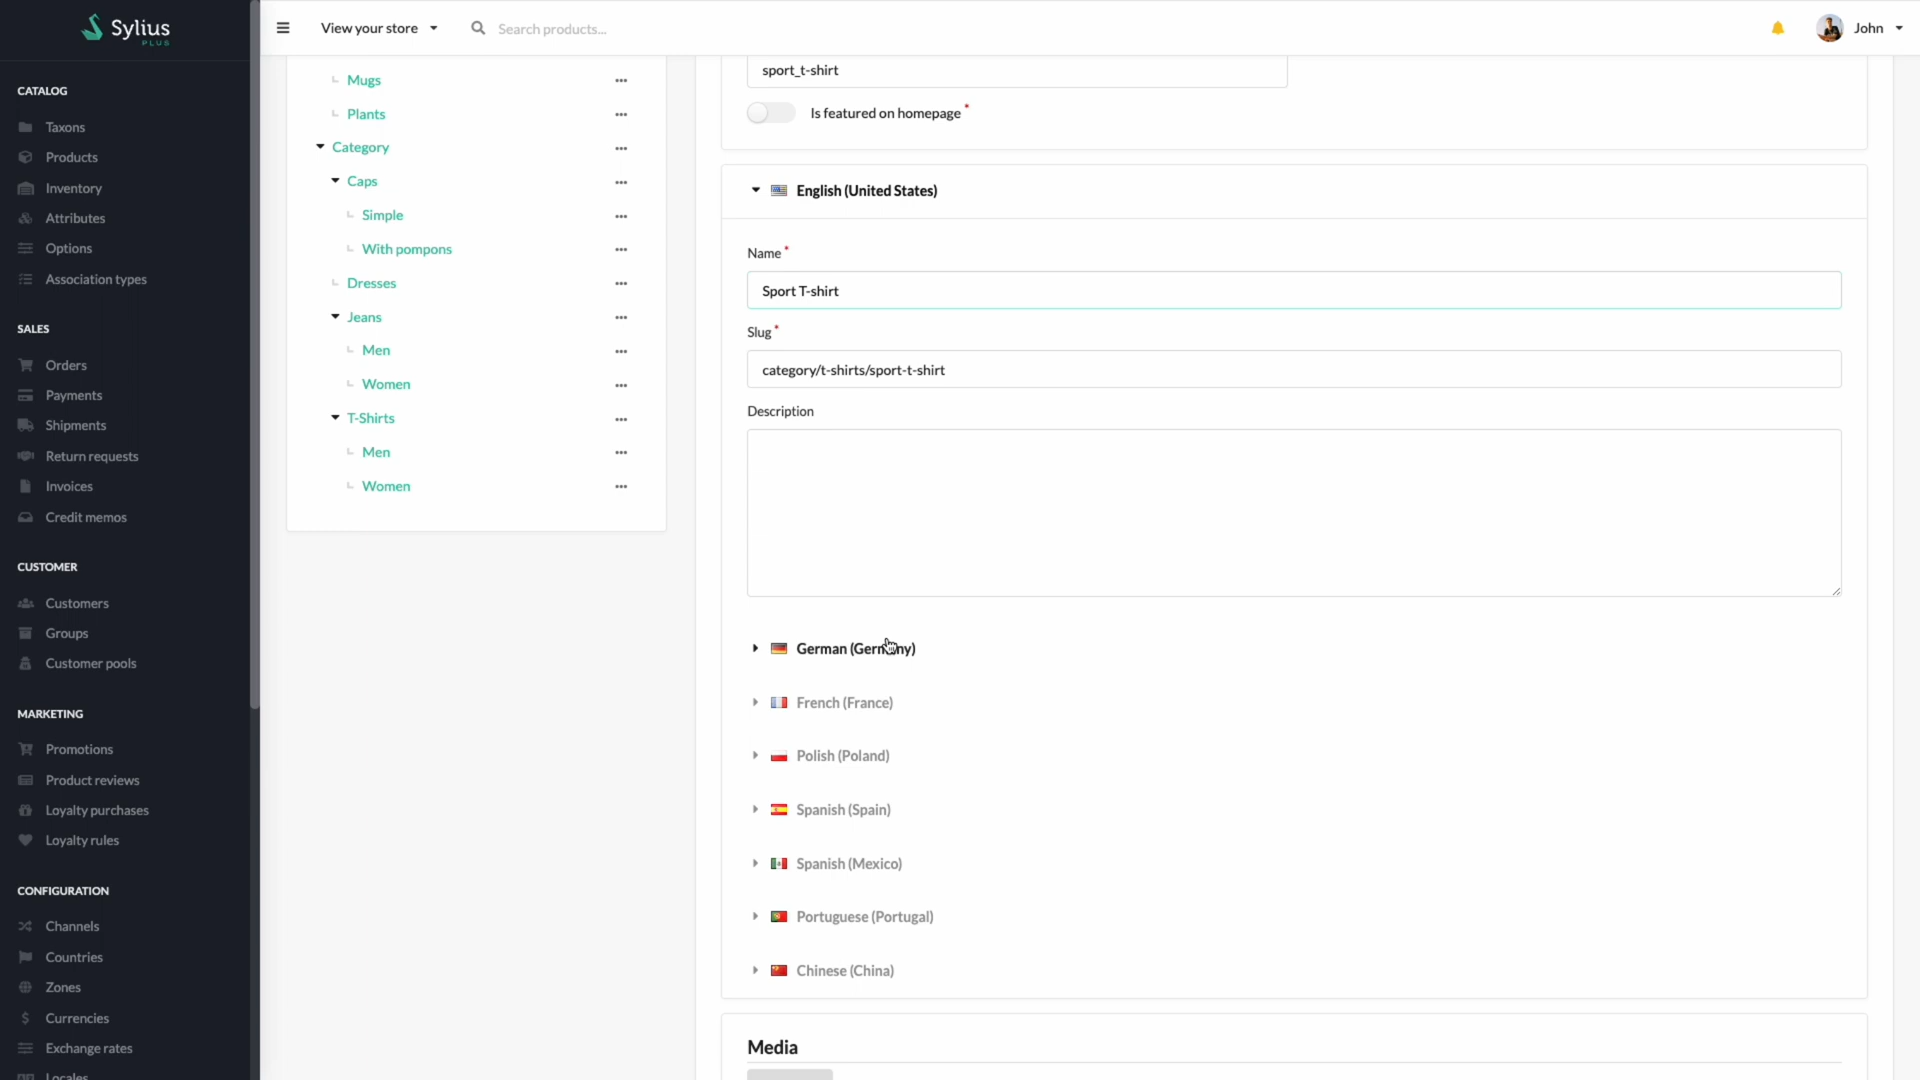 Sylius
PLUS
View your store
Search products...
John
CATALOG
Taxons
Products
Inventory
Attributes
Options
Association types
SALES
Orders
Payments
Shipments
Return requests
Invoices
Credit memos
CUSTOMER
Customers
Groups
Customer pools
MARKETING
Promotions
Product reviews
Loyalty purchases
Loyalty rules
CONFIGURATION
Channels
Countries
Zones
Currencies
Exchange rates
Locales
Mugs
Plants
Category
Caps
Simple
With pompons
Dresses
Jeans
Men
Women
T-Shirts
Men
Women
sport_t-shirt
Is featured on homepage *
English (United States)
Name *
Sport T-shirt
Slug *
category/t-shirts/sport-t-shirt
Description
German (Germany)
French (France)
Polish (Poland)
Spanish (Spain)
Spanish (Mexico)
Portuguese (Portugal)
Chinese (China)
Media